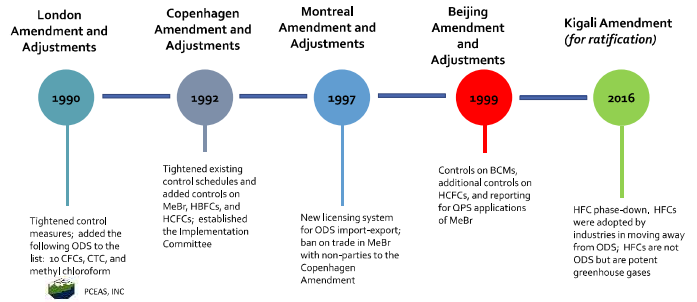 London
Amendment and
Adjustments
Copenhagen
Amendment
and Adjustments
Montreal
Amendment and
Adjustments
Beijing
Amendment
and
Adjustments
Kigali Amendment
(for ratification)
1990
1992
1997
1999
2016
Tightened control
measures; added the
following ODS to the
list: 10 CFCs, CTC, and
methyl chloroform
Tightened existing
control schedules and
added controls on
MeBr, HBFCs, and
HCFCs; established
the Implementation
Committee
New licensing system
for ODS import-export;
ban on trade in MeBr
with non-parties to the
Copenhagen
Amendment
Controls on BCMs,
additional controls on
HCFCs, and reporting
for QPS applications
of MeBr
HFC phase-down. HFCs
were adopted by
industries in moving away
from ODS; HFCs are not
ODS but are potent
greenhouse gases
PCEAS, INC